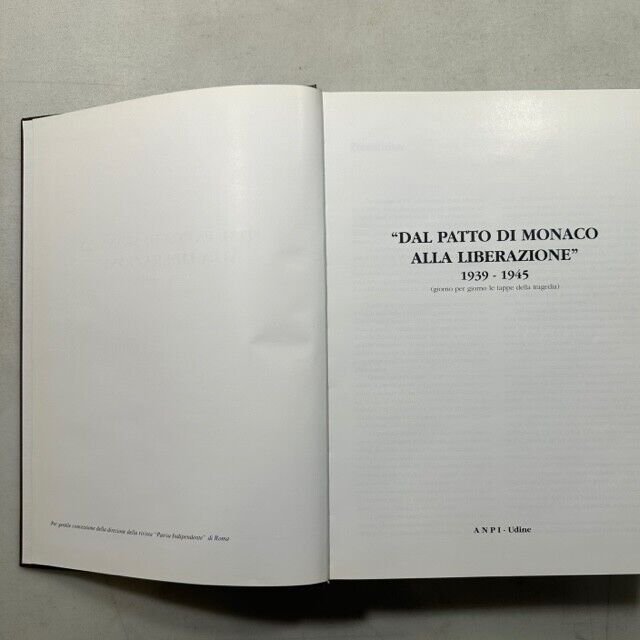 Per gentile concessione della direzione della rivista "Patria Indipendente" di Roma
"DAL PATTO DI MONACO
ALLA LIBERAZIONE"
1939 - 1945
(giorno per giorno le tappe della tragedia)
A N P I - Udine